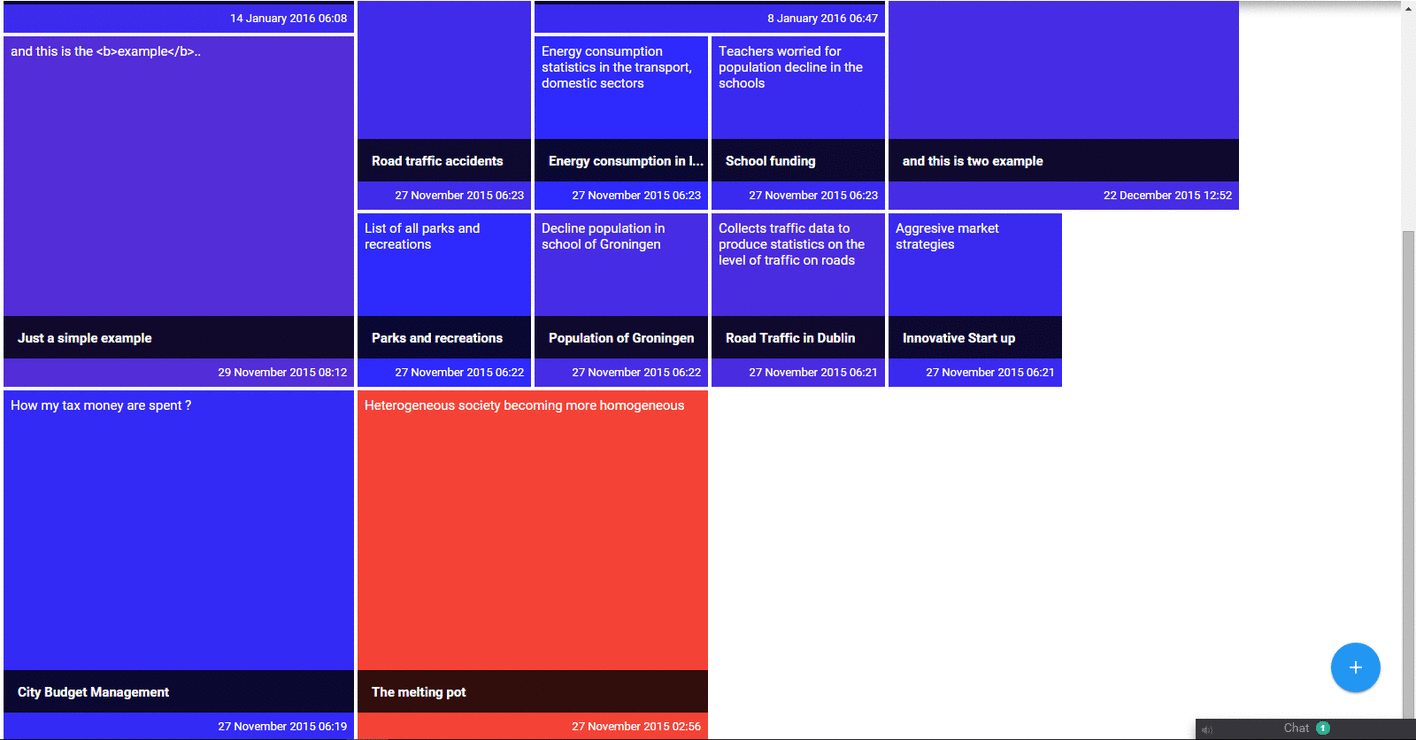 14 January 2016 06:08
8 January 2016 06:47
and this is the <b>example</b>..
Energy consumption
statistics in the transport,
domestic sectors
Teachers worried for
population decline in the
schools
Road traffic accidents
Energy consumption in I...
School funding
and this is two example
27 November 2015 06:23
27 November 2015 06:23
27 November 2015 06:23
22 December 2015 12:52
List of all parks and
recreations
Decline population in
school of Groningen
Collects traffic data to
produce statistics on the
level of traffic on roads
Aggresive market
strategies
Just a simple example
Parks and recreations
Population of Groningen
Road Traffic in Dublin
Innovative Start up
29 November 2015 08:12
27 November 2015 06:22
27 November 2015 06:22
27 November 2015 06:21
27 November 2015 06:21
How my tax money are spent ?
Heterogeneous society becoming more homogeneous
City Budget Management
The melting pot
27 November 2015 06:19
27 November 2015 02:56
Chat 1